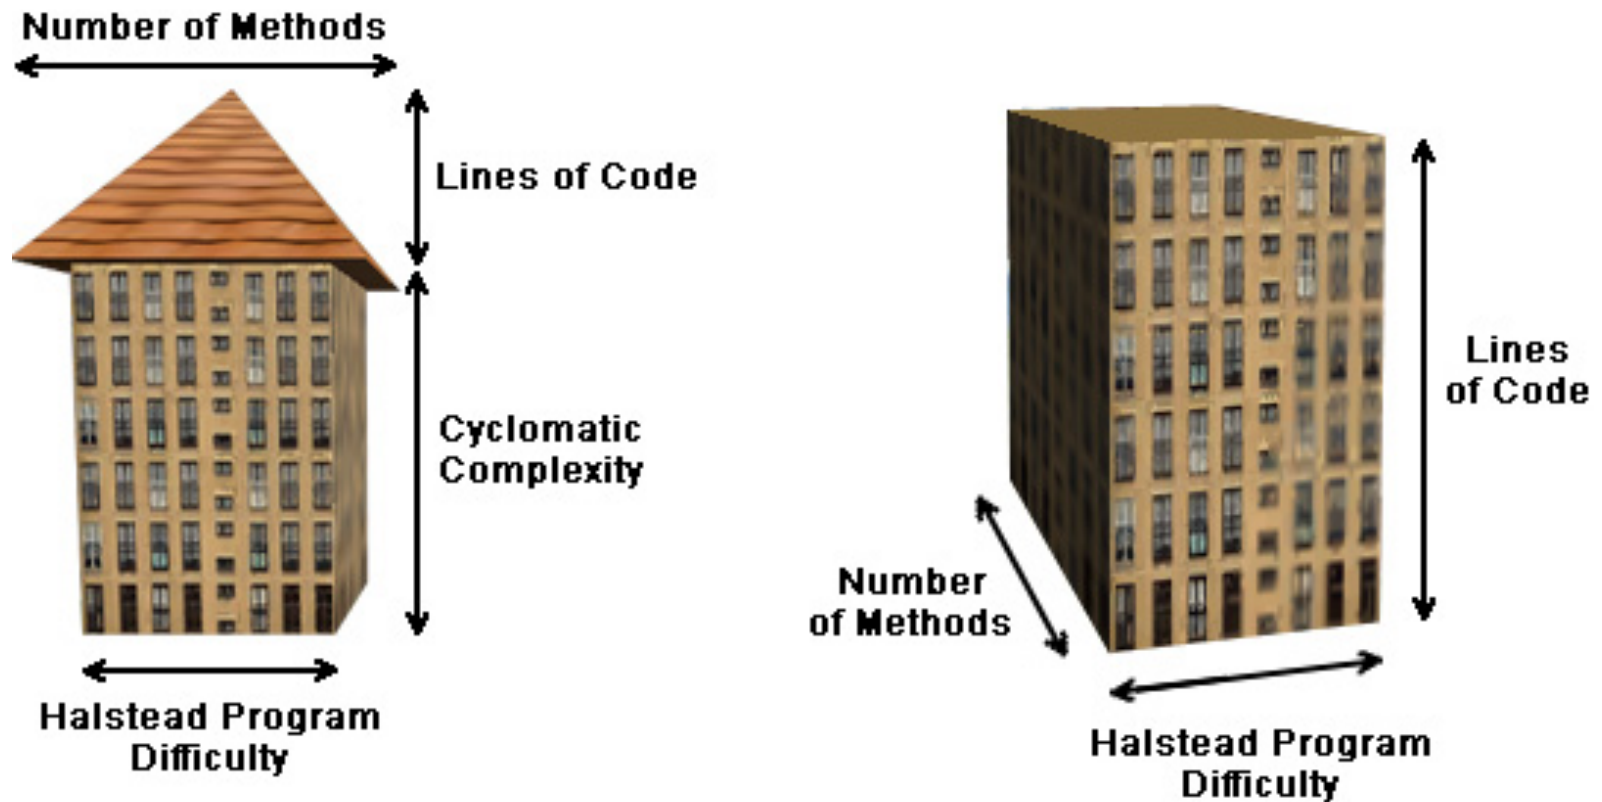 Number of Methods
Lines of Code
Cyclomatic
Complexity
Halstead Program
Difficulty
Lines
of Code
Number
of Methods
Halstead Program
Difficulty